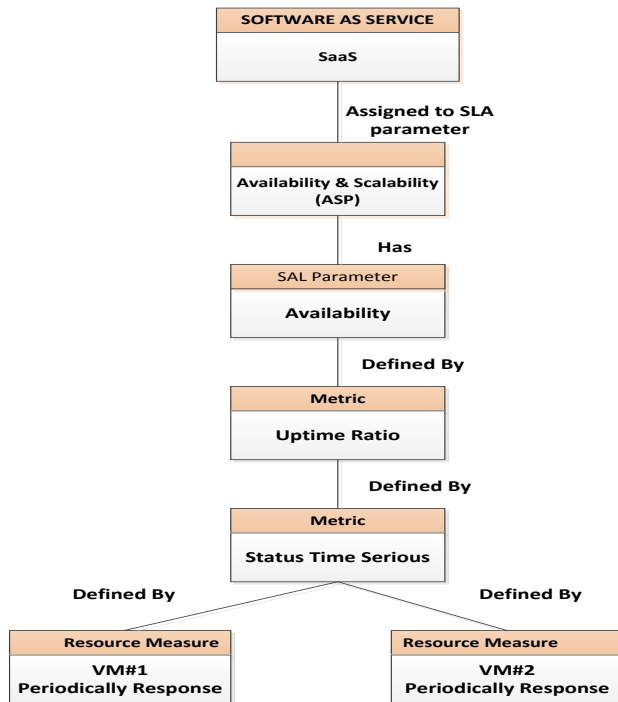 SOFTWARE AS SERVICE
SaaS
Assigned to SLA
parameter
Availability & Scalability
(ASP)
Has
SAL Parameter
Availability
Defined By
Metric
Uptime Ratio
Defined By
Metric
Status Time Serious
Defined By
Defined By
Resource Measure
VM#1
Periodically Response
Resource Measure
VM#2
Periodically Response